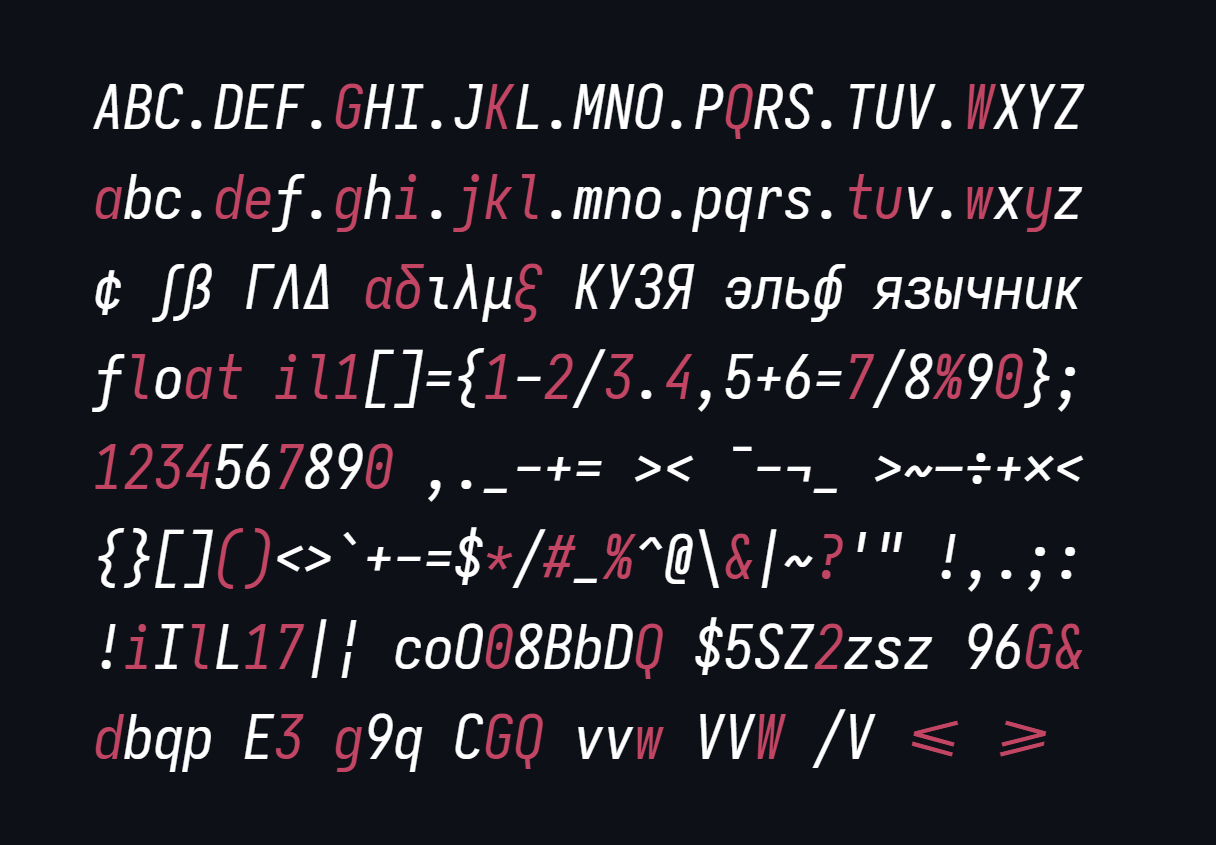 ABC.DEF.GHI.JKL.MNO.PQRS.TUV.WXYZ
abc.def.ghi.jkl.mno.pqrs.tuv.wxyz
¢ ∫β ΓΛΔ αδιλμξ КУЗЯ эльф язычник
float il1[]={1-2/3.4,5+6=7/8%90};
1234567890 ,._-+= >< ¯-¬_ >~–÷+×<
{}[]()<>`+-=$*/#_%^@\&|~?'" !,.;:
!iIlL17|¦ coO08BbDQ $5SZ2zsz 96G&
dbqp E3 g9q CGQ vvw VVW /V ⩽ ⩾